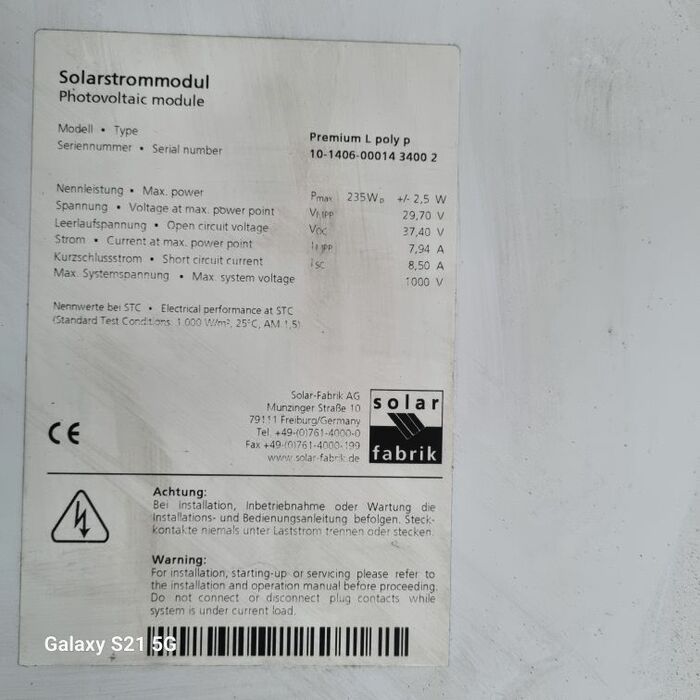 Solarstrommodul
Photovoltaic module
Modell • Type Premium L poly p
Seriennummer • Serial number 10-1406-00014 3400 2
Nennleistung • Max. power Pmax 235Wp +/- 2,5 W
Spannung • Voltage at max. power point VMPP 29,70 V
Leerlaufspannung • Open circuit voltage VOC 37,40 V
Strom • Current at max. power point IMPP 7,94 A
Kurzschlussstrom • Short circuit current ISC 8,50 A
Max. Systemspannung • Max. system voltage 1000 V
Nennwerte bei STC • Electrical performance at STC
(Standard Test Conditions: 1.000 W/m², 25°C, AM 1,5)
Solar-Fabrik AG
Munzinger Straße 10
79111 Freiburg/Germany
Tel. +49-(0)761-4000-0
Fax +49-(0)761-4000-199
www.solar-fabrik.de
solar
fabrik
CE
Achtung:
Bei installation, Inbetriebnahme oder Wartung die
Installations- und Bedienungsanleitung befolgen. Steck-
kontakte niemals unter Laststrom trennen oder stecken.
Warning:
For installation, starting-up or servicing please refer to
the installation and operation manual before proceeding.
Do not connect or disconnect plug contacts while
system is under current load.
Galaxy S21 5G